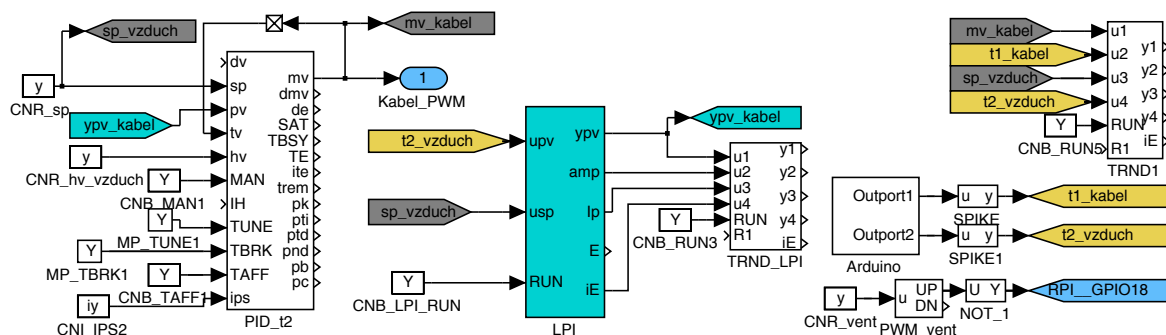 sp_vzduch
mv_kabel
y
CNR_sp
ypv_kabel
y
CNR_hv_vzduch
Y
CNB_MAN1
Y
MP_TUNE1
Y
MP_TBRK1
Y
CNB_TAFF1
iy
CNI_IPS2
dv
sp
pv
tv
hv
MAN
IH
TUNE
TBRK
TAFF
ips
mv
dmv
de
SAT
TBSY
TE
ite
trem
pk
pti
ptd
pnd
pb
pc
PID_t2
1
Kabel_PWM
t2_vzduch
sp_vzduch
Y
CNB_LPI_RUN
upv
usp
RUN
ypv
amp
Ip
E
iE
LPI
ypv_kabel
Y
CNB_RUN3
u1
u2
u3
u4
RUN
R1
y1
y2
y3
y4
iE
TRND_LPI
mv_kabel
t1_kabel
sp_vzduch
t2_vzduch
Y
CNB_RUN5
u1
u2
u3
u4
RUN
R1
y1
y2
y3
y4
iE
TRND1
Outport1
Outport2
Arduino
u y
SPIKE
u y
SPIKE1
t1_kabel
t2_vzduch
y
CNR_vent
u
UP
DN
PWM_vent
U Y
NOT_1
RPI__GPIO18